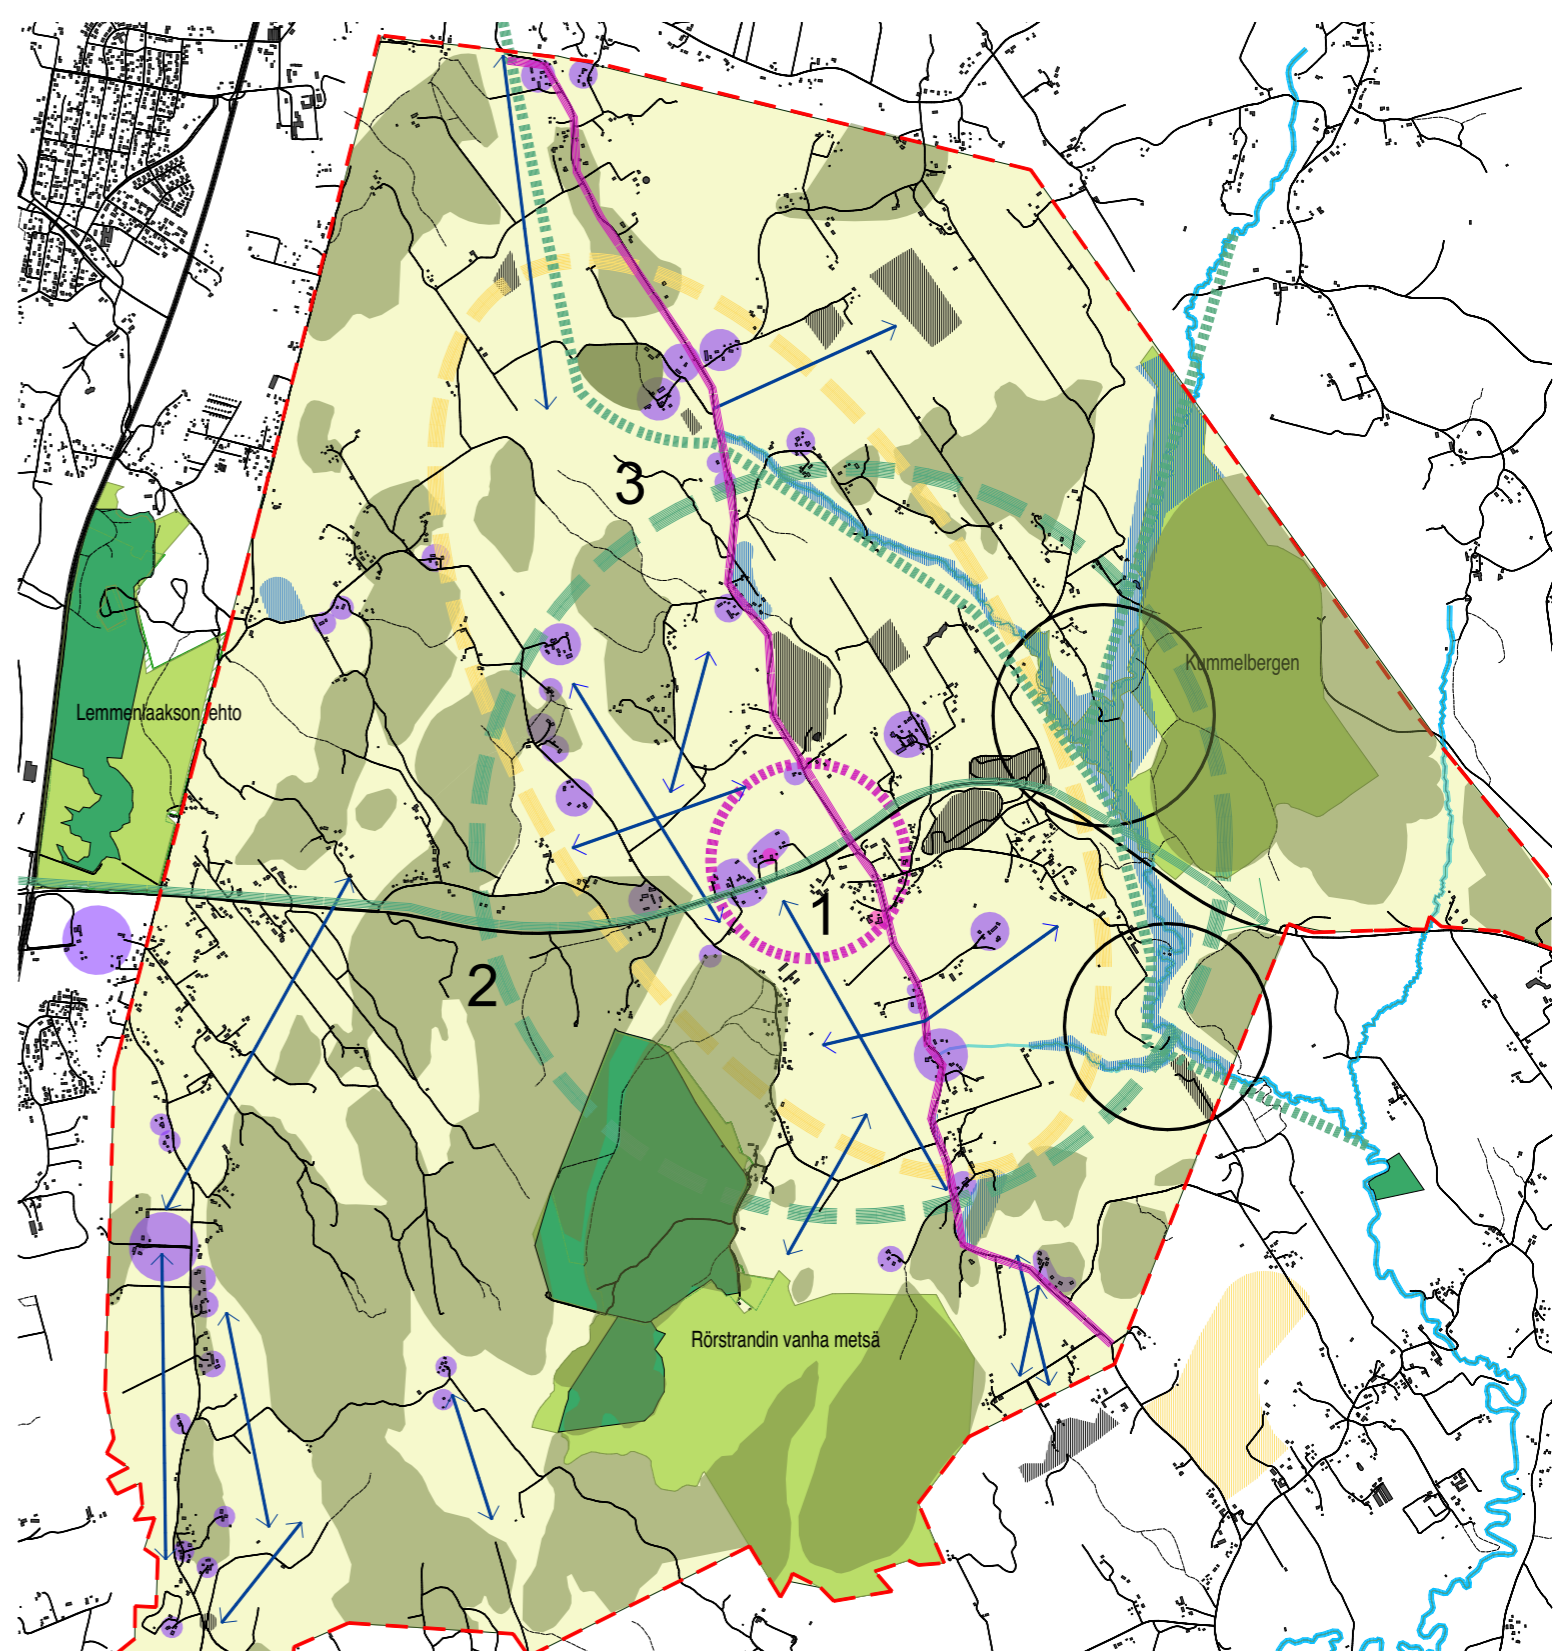 3
Kummelbergen
Lemmenlaakson lehto
1
2
Rörstrandin vanha metsä